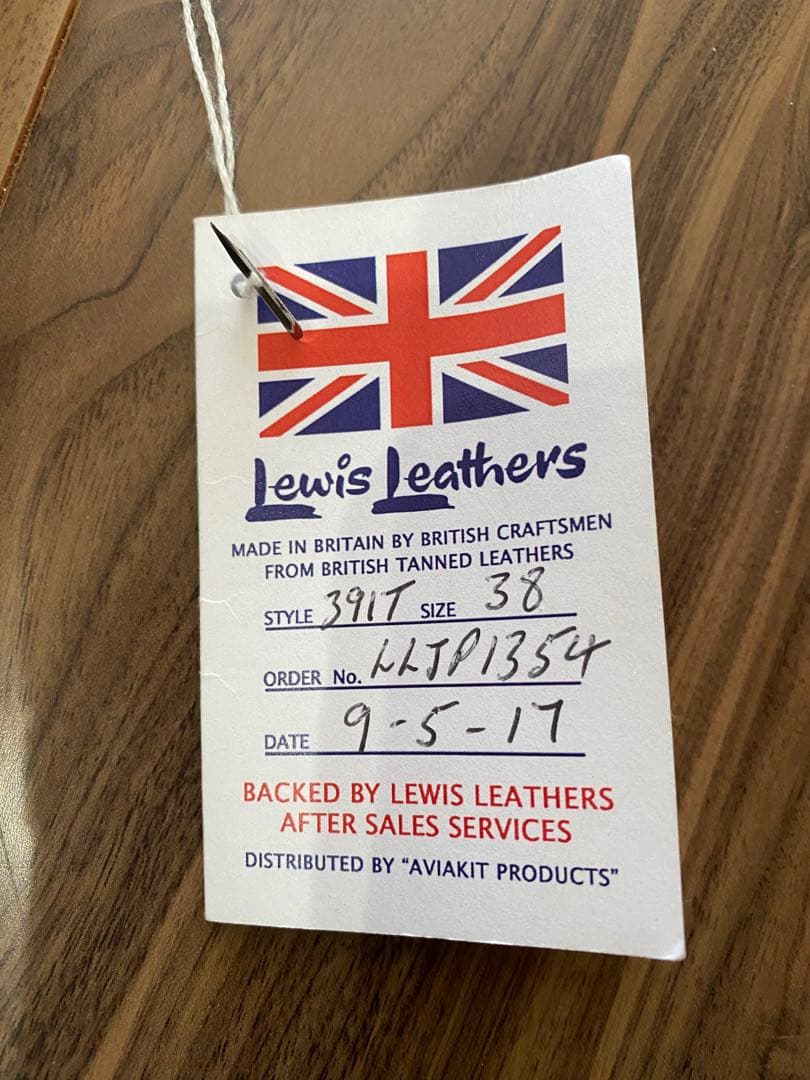 Lewis Leathers
MADE IN BRITAIN BY BRITISH CRAFTSMEN
FROM BRITISH TANNED LEATHERS
STYLE 391T SIZE 38
ORDER No. LLJP1354
DATE 9-5-17
BACKED BY LEWIS LEATHERS
AFTER SALES SERVICES
DISTRIBUTED BY “AVIAKIT PRODUCTS”